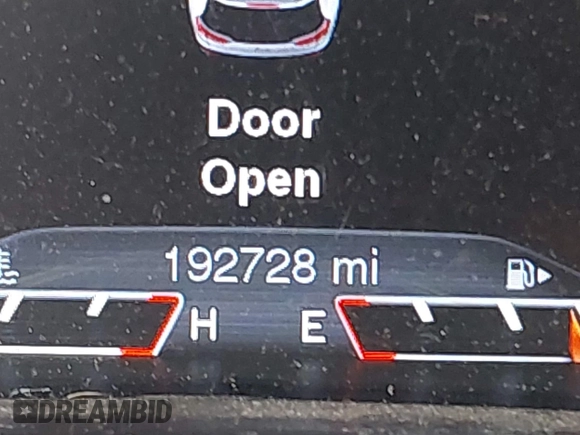 Door
Open
192728 mi
H E
DREAMBID